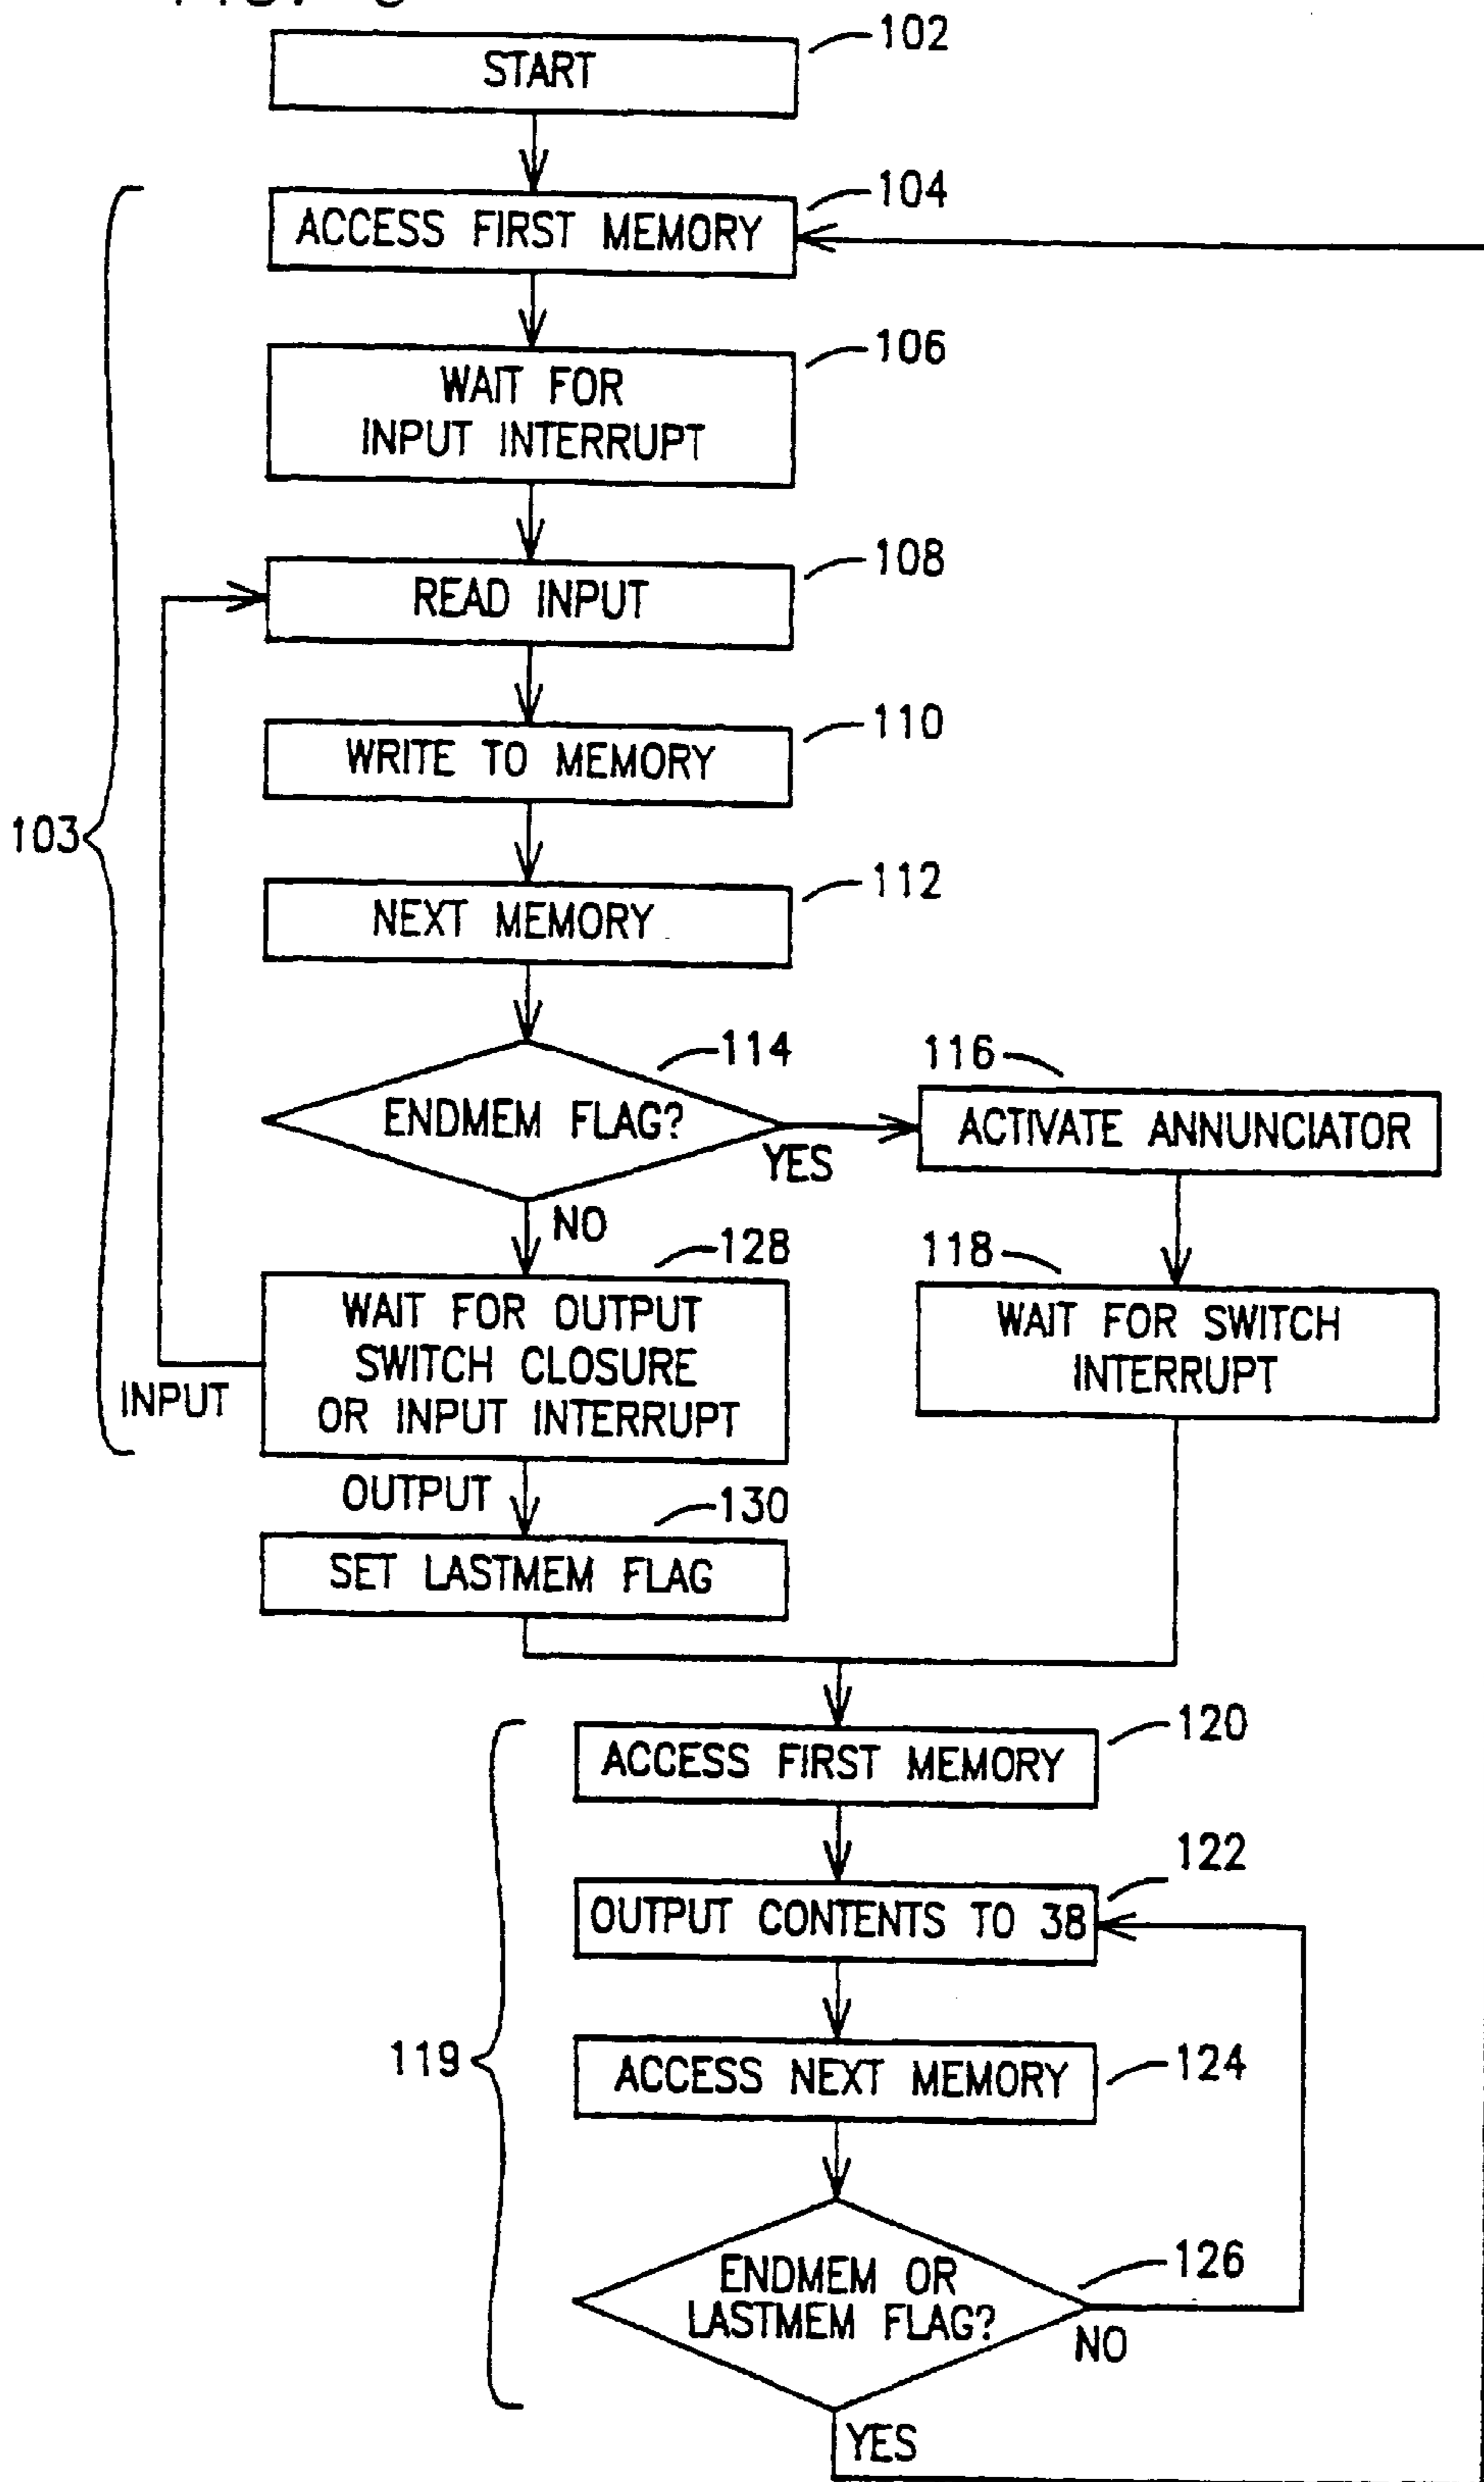 START
102
104
ACCESS FIRST MEMORY
106
WAIT FOR
INPUT INTERRUPT
108
READ INPUT
110
WRITE TO MEMORY
103
112
NEXT MEMORY
114
ENDMEM FLAG?
YES
116
ACTIVATE ANNUNCIATOR
NO
128
118
WAIT FOR OUTPUT
SWITCH CLOSURE
OR INPUT INTERRUPT
WAIT FOR SWITCH
INTERRUPT
INPUT
OUTPUT
130
SET LASTMEM FLAG
120
ACCESS FIRST MEMORY
122
OUTPUT CONTENTS TO 38
119
124
ACCESS NEXT MEMORY
126
ENDMEM OR
LASTMEM FLAG?
NO
YES